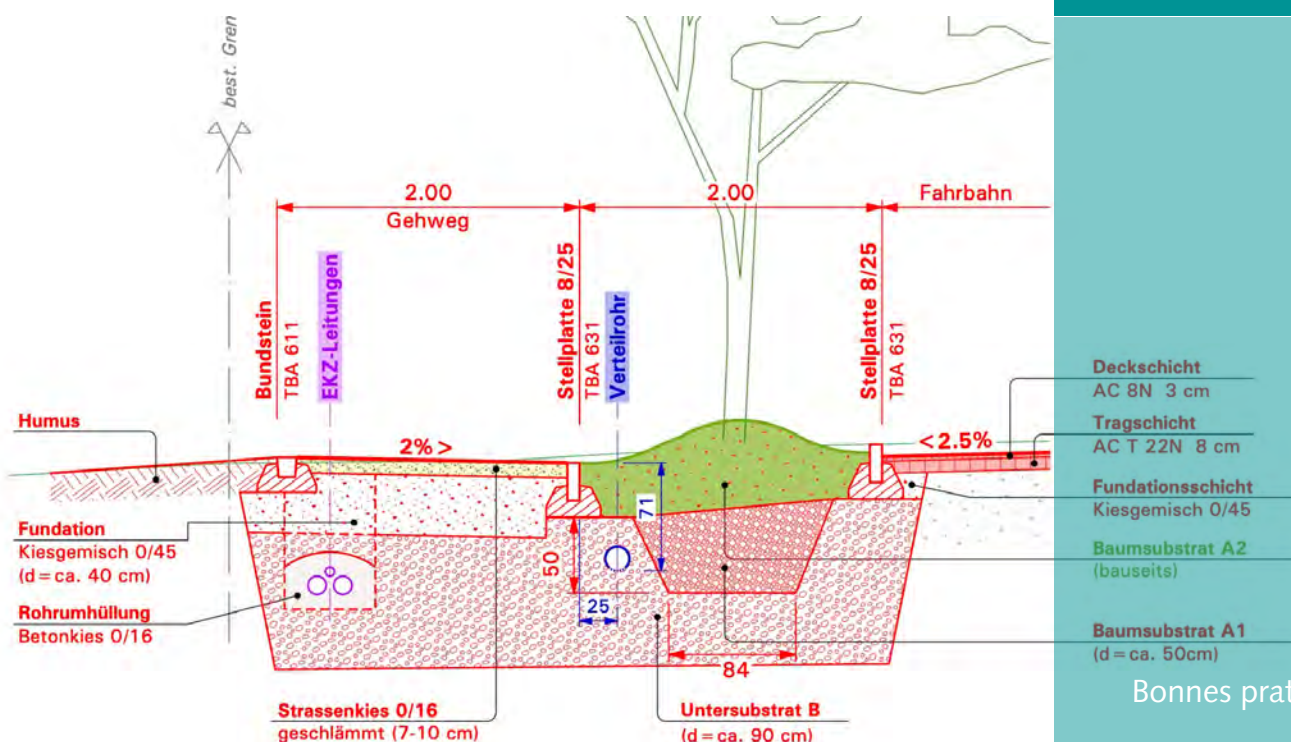 best. Gren
2.00
Gehweg
2.00
Fahrbahn
Bundstein
TBA 611
EKZ-Leitungen
Stellplatte 8/25
TBA 631
Verteilrohr
Stellplatte 8/25
TBA 631
Humus
2% >
<2.5%
Deckschicht
AC 8N 3 cm
Tragschicht
AC T 22N 8 cm
Fundationsschicht
Kiesgemisch 0/45
Baumsubstrat A2
(bauseits)
Baumsubstrat A1
(d=ca. 50cm)
71
50
25
84
Fundation
Kiesgemisch 0/45
(d=ca. 40 cm)
Rohrumhüllung
Betonkies 0/16
Strassenkies 0/16
geschlämmt (7-10 cm)
Untersubstrat B
(d=ca. 90 cm)
Bonnes prat